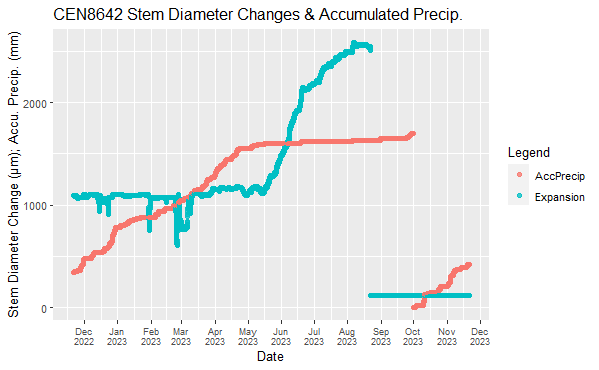 CEN8642 Stem Diameter Changes & Accumulated Precip.
Stem Diameter Change (μm); Accu. Precip. (mm)
2000
1000
0
Dec Jan Feb Mar Apr May Jun Jul Aug Sep Oct Nov Dec
2022 2023 2023 2023 2023 2023 2023 2023 2023 2023 2023 2023 2023
Date
Legend
AccPrecip
Expansion